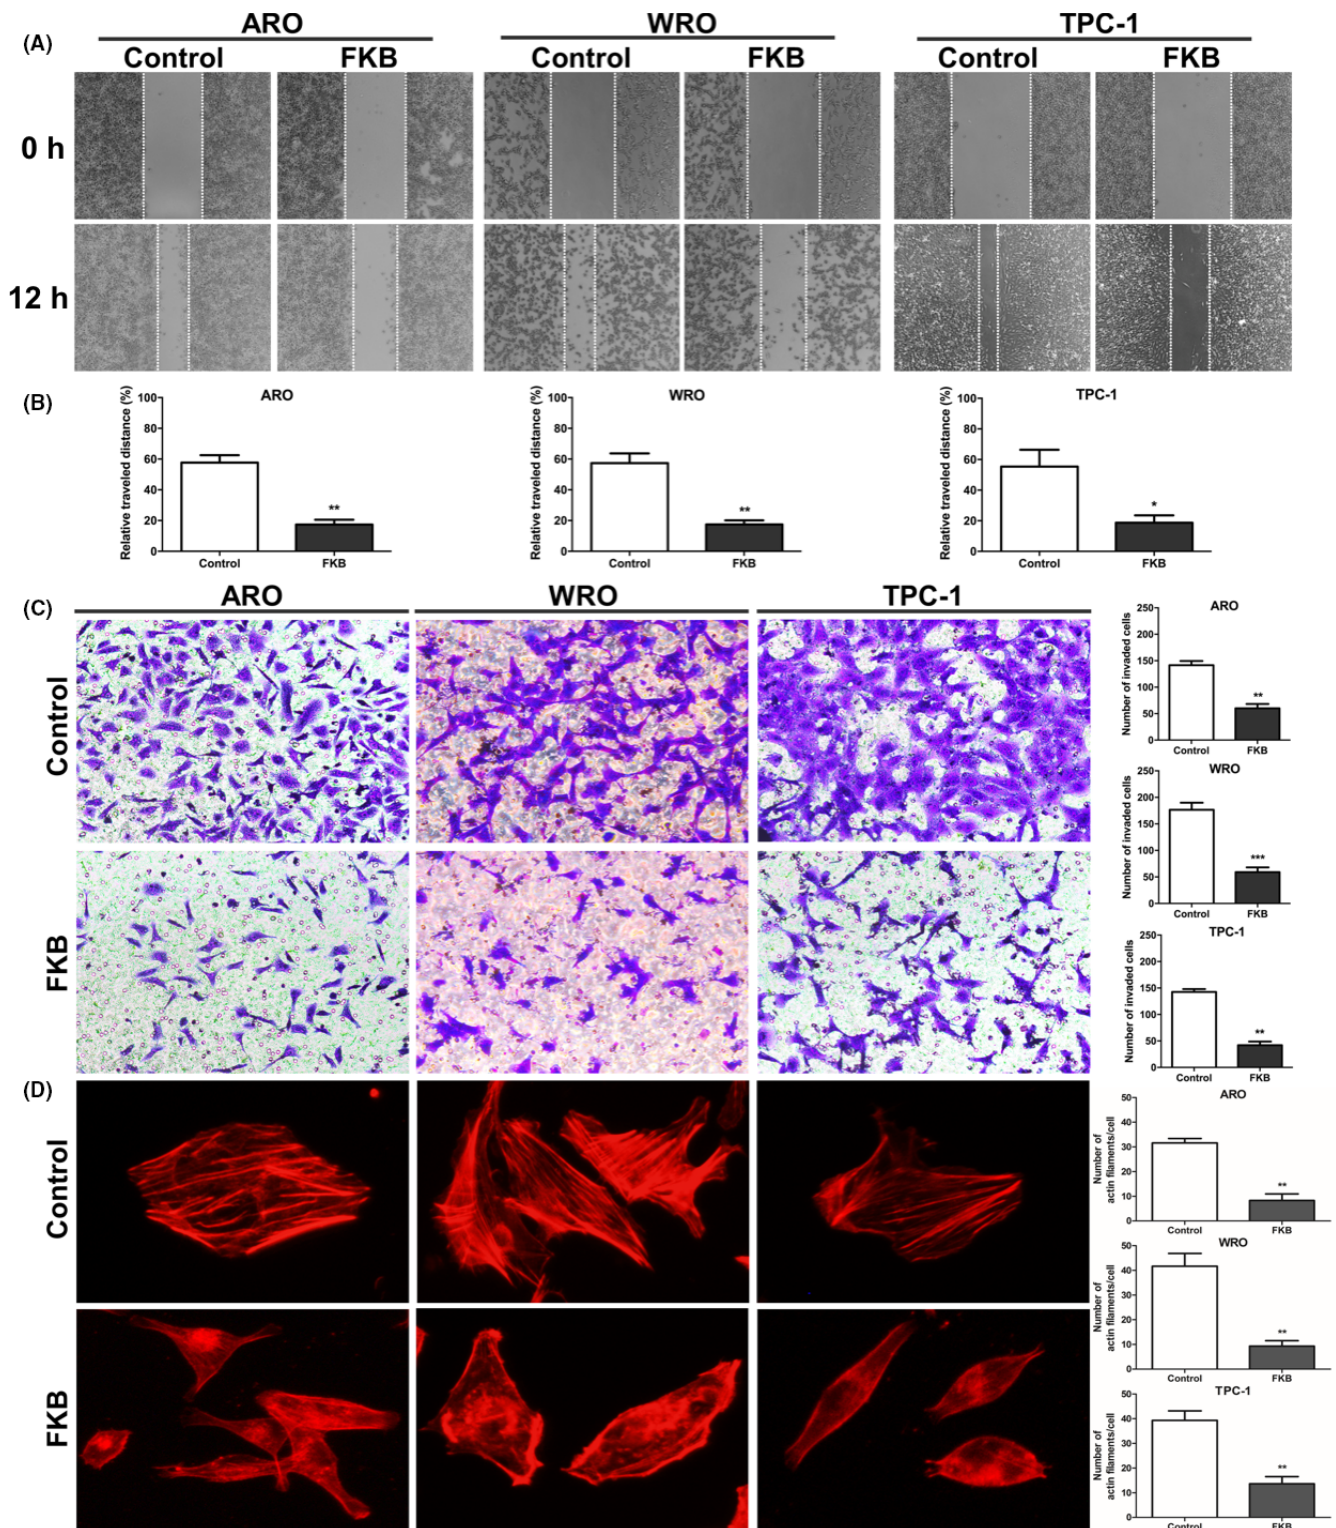 (A)
ARO
WRO
TPC-1
Control
FKB
Control
FKB
Control
FKB
0 h
12 h
(B)
ARO
Relative traveled distance (%)
100
80
60
40
20
0
**
Control
FKB
WRO
Relative traveled distance (%)
100
80
60
40
20
0
**
Control
FKB
TPC-1
Relative traveled distance (%)
100
80
60
40
20
0
*
Control
FKB
(C)
ARO
WRO
TPC-1
Control
FKB
ARO
Number of invaded cells
250
200
150
100
50
0
**
Control
FKB
WRO
Number of invaded cells
250
200
150
100
50
0
***
Control
FKB
TPC-1
Number of invaded cells
250
200
150
100
50
0
**
Control
FKB
(D)
Control
FKB
ARO
Number of
actin filaments/cell
50
40
30
20
10
0
**
Control
FKB
WRO
Number of
actin filaments/cell
50
40
30
20
10
0
**
Control
FKB
TPC-1
Number of
actin filaments/cell
50
40
30
20
10
0
**
Control
FKB